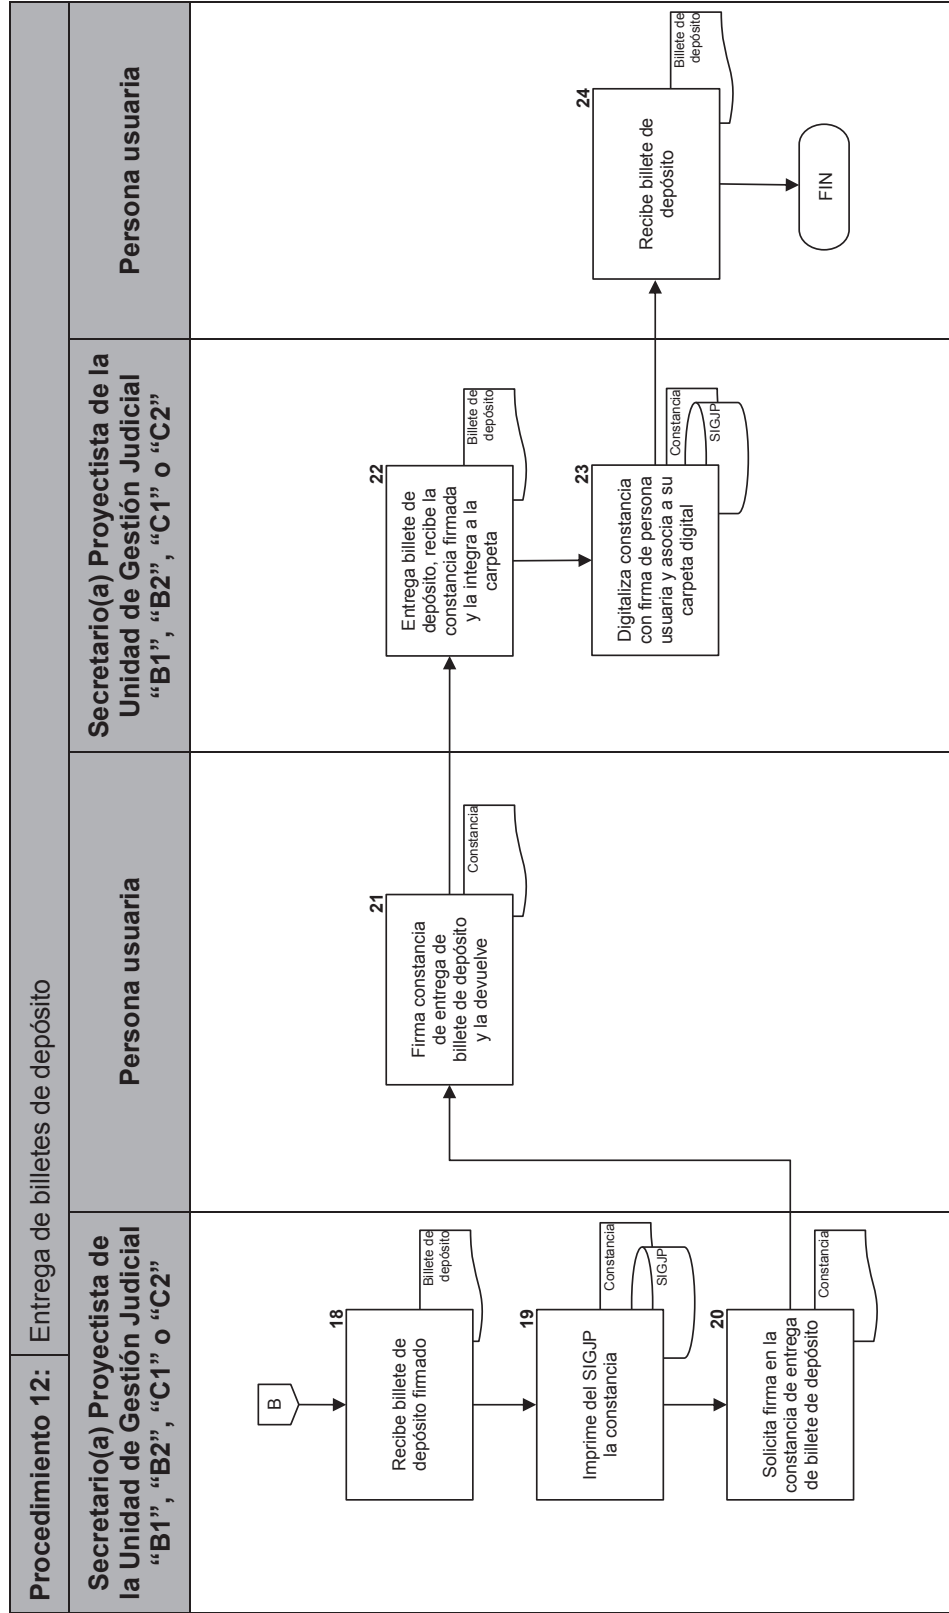 Procedimiento 12: Entrega de billetes de depósito
Secretario(a) Proyectista de
la Unidad de Gestión Judicial
“B1”, “B2”, “C1” o “C2”
Persona usuaria
Secretario(a) Proyectista de la
Unidad de Gestión Judicial
“B1”, “B2”, “C1” o “C2”
Persona usuaria
B
18
Recibe billete de
depósito firmado
Billete de
depósito
19
Imprime del SIGJP
la constancia
Constancia
SIGJP
20
Solicita firma en la
constancia de entrega
de billete de depósito
Constancia
21
Firma constancia
de entrega de
billete de depósito
y la devuelve
Constancia
22
Entrega billete de
depósito, recibe la
constancia firmada
y la integra a la
carpeta
Billete de
depósito
23
Digitaliza constancia
con firma de persona
usuaria y asocia a su
carpeta digital
Constancia
SIGJP
24
Recibe billete de
depósito
Billete de
depósito
FIN